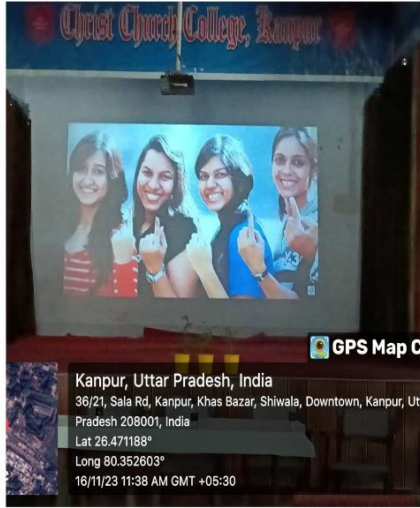 Christ Church College, Kanpur
GPS Map C
Kanpur, Uttar Pradesh, India
36/21, Sala Rd, Kanpur, Khas Bazar, Shiwala, Downtown, Kanpur, Ut
Pradesh 208001, India
Lat 26.471188°
Long 80.352603°
16/11/23 11:38 AM GMT +05:30